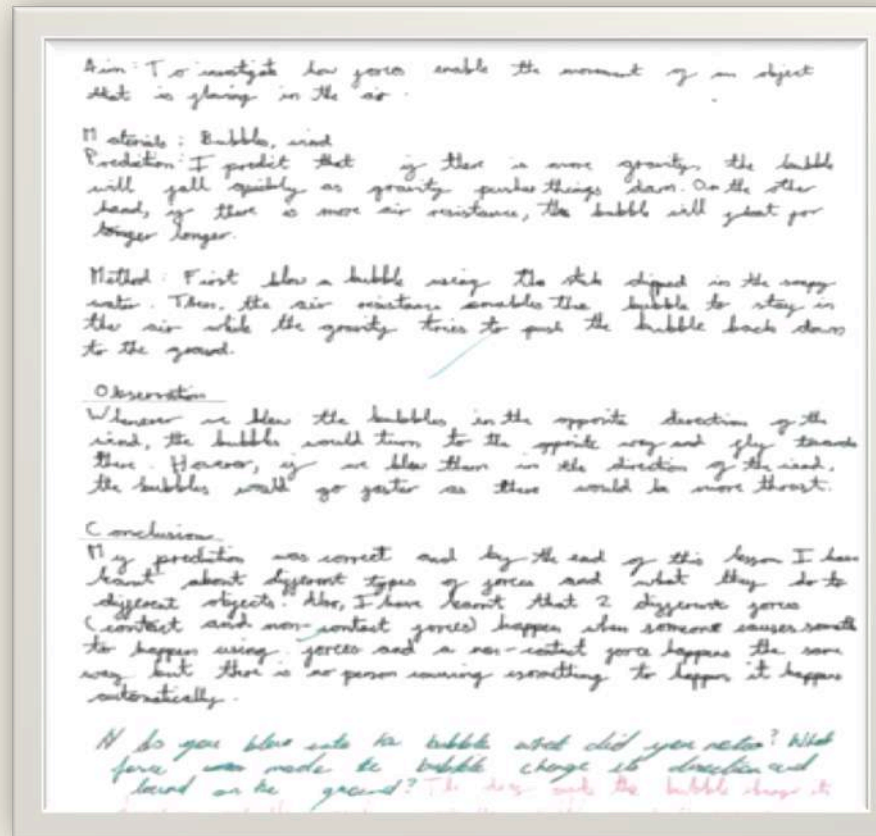 Aim: To investigate how forces enable the movement of an object
that is flowing in the air.
Materials: Bubbles, wind
Prediction: I predict that if there is more gravity, the bubble
will fall quickly as gravity pushes things down. On the other
hand, if there is more air resistance, the bubble will float for
longer.
Method: First blow a bubble using the stick dipped in the soapy
water. Then, the air resistance enables the bubble to stay in
the air while the gravity tries to push the bubble back down
to the ground.
Observation
Whenever we blew the bubbles in the opposite direction of the
wind, the bubbles would turn to the opposite way and fly towards
there. However, if we blew them in the direction of the wind,
the bubbles would go faster as there would be more thrust.
Conclusion
My prediction was correct and by the end of this lesson I have
learnt about different types of forces and what they do to
different objects. Also, I have learnt that 2 different forces
(contact and non-contact forces) happen when someone causes
to happen using forces and a non-contact force happens the same
way but there is no person causing something to happen it happens
automatically.
N As you blew into the bubble what did you notice? What
force made the bubble change its direction and
land on the ground? The made the bubble change its